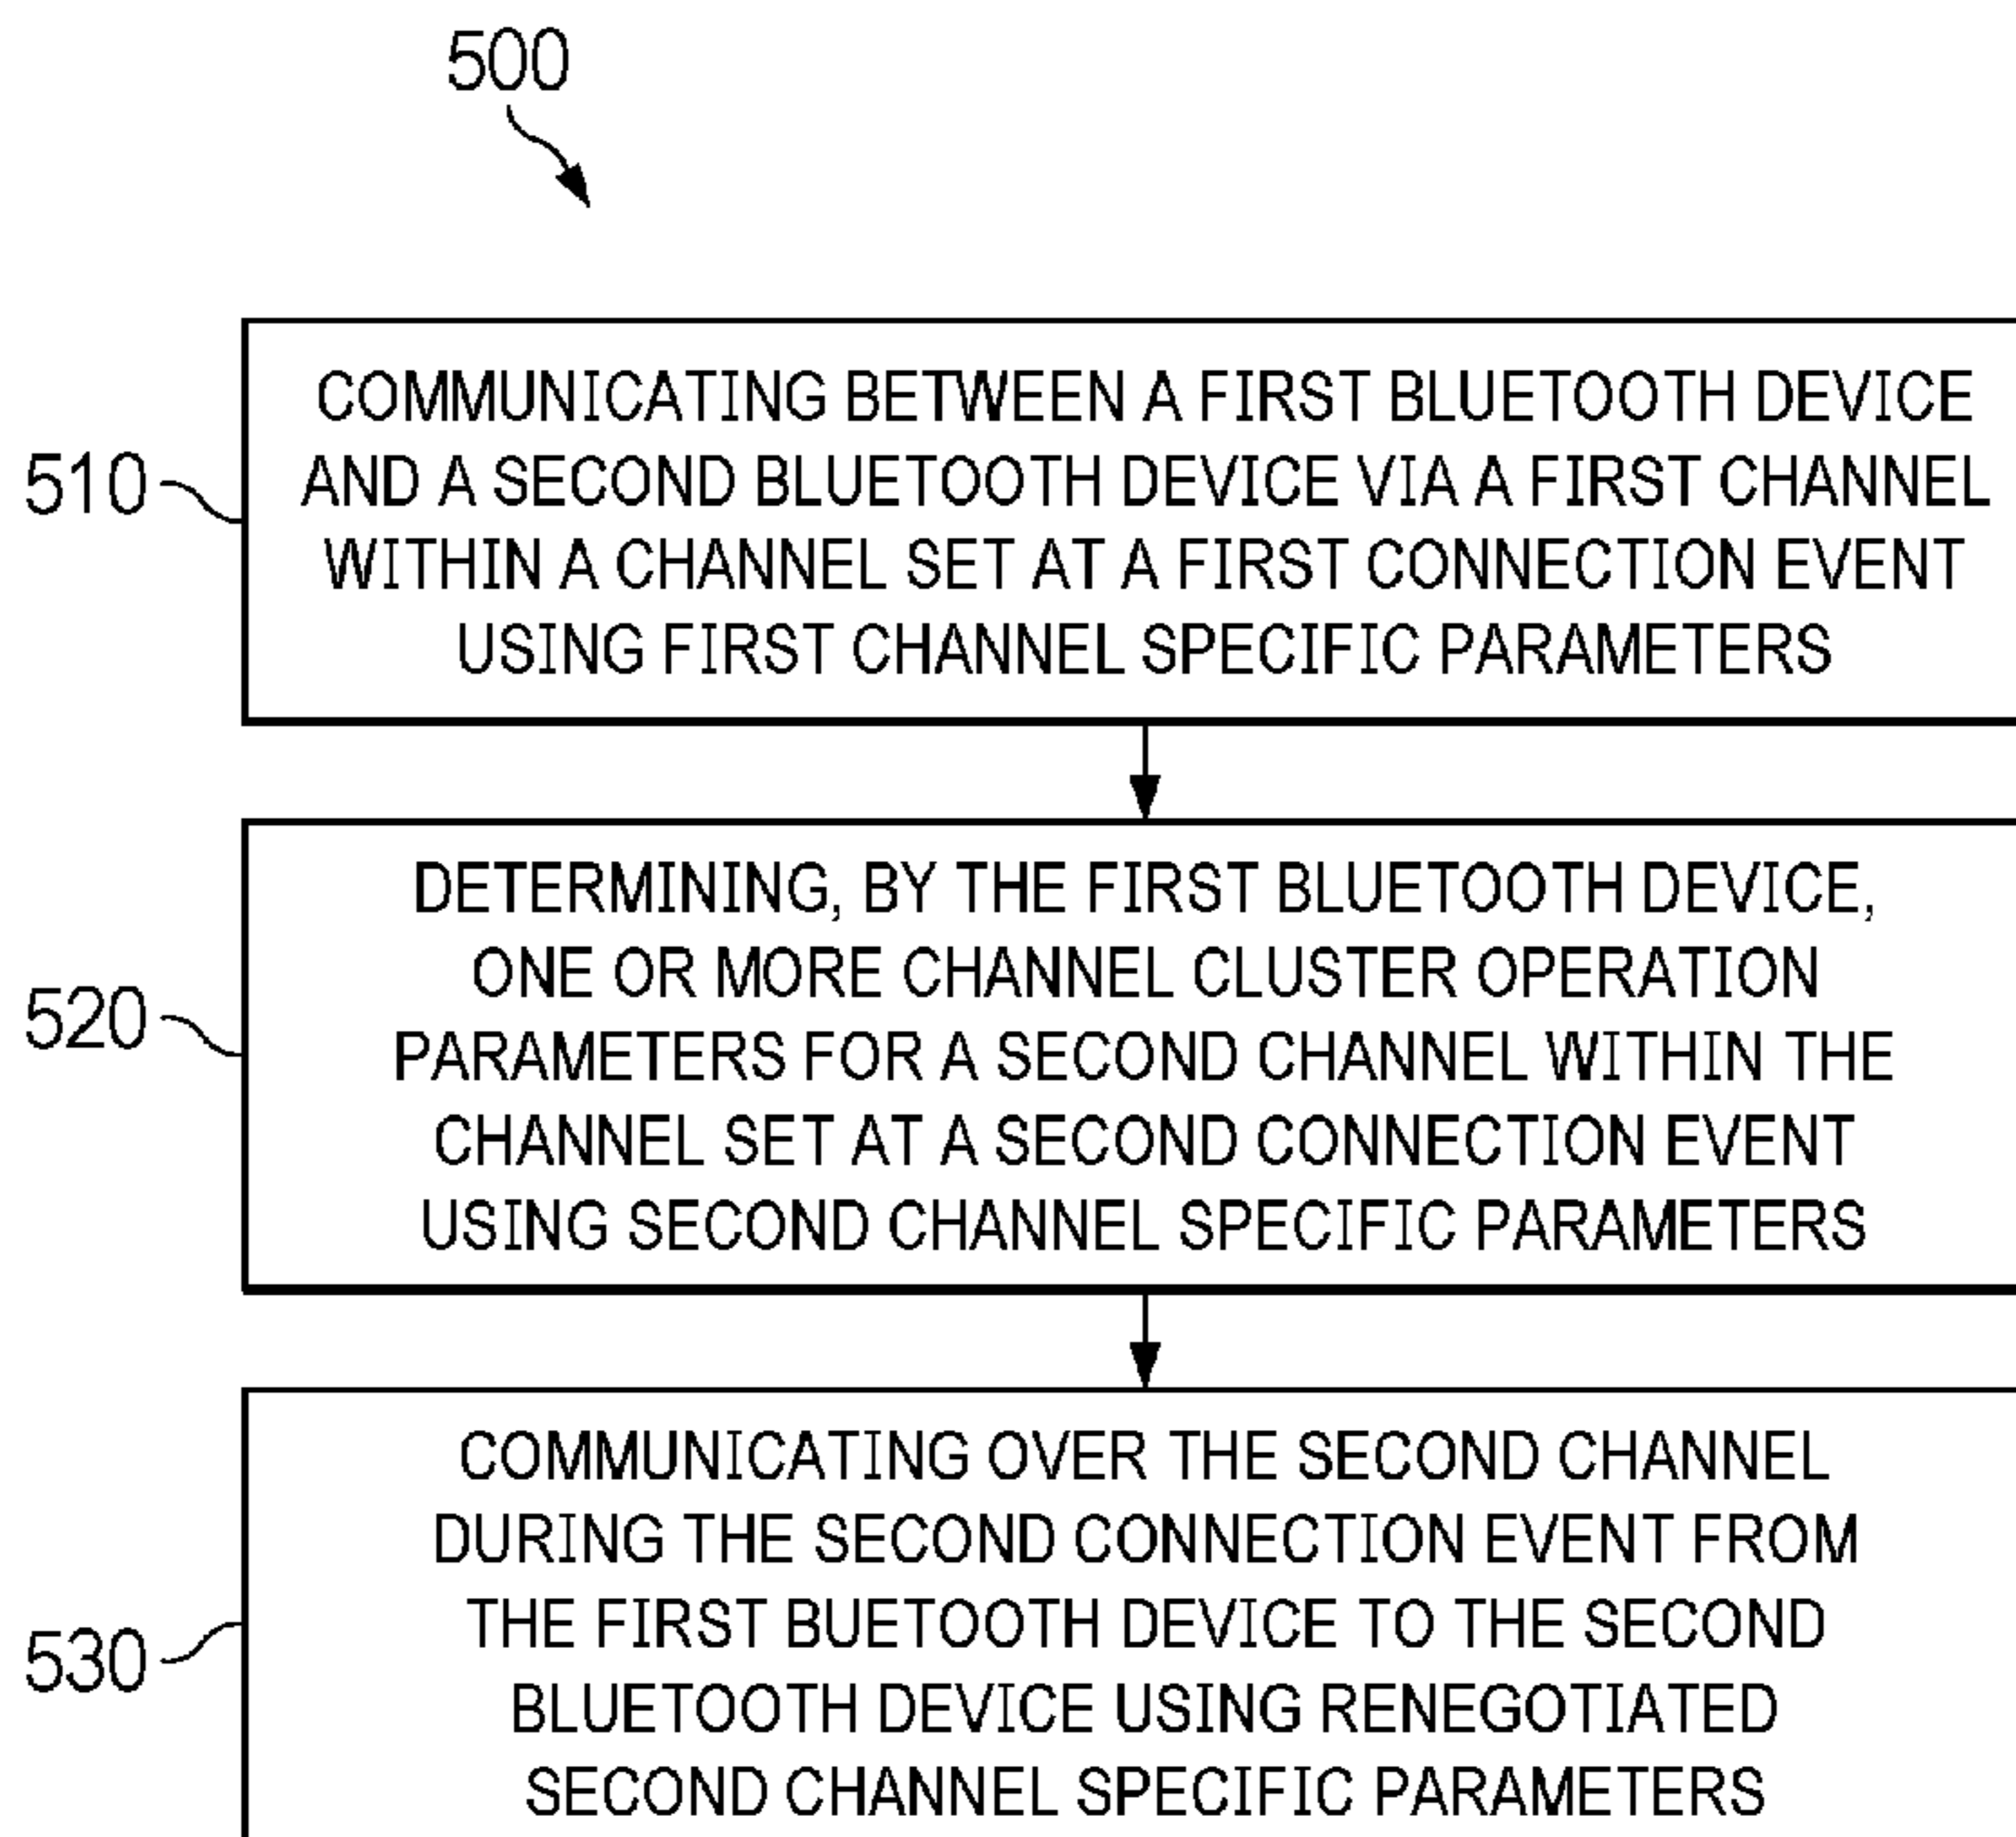 500
510
COMMUNICATING BETWEEN A FIRST BLUETOOTH DEVICE
AND A SECOND BLUETOOTH DEVICE VIA A FIRST CHANNEL
WITHIN A CHANNEL SET AT A FIRST CONNECTION EVENT
USING FIRST CHANNEL SPECIFIC PARAMETERS
520
DETERMINING, BY THE FIRST BLUETOOTH DEVICE,
ONE OR MORE CHANNEL CLUSTER OPERATION
PARAMETERS FOR A SECOND CHANNEL WITHIN THE
CHANNEL SET AT A SECOND CONNECTION EVENT
USING SECOND CHANNEL SPECIFIC PARAMETERS
530
COMMUNICATING OVER THE SECOND CHANNEL
DURING THE SECOND CONNECTION EVENT FROM
THE FIRST BUETOOTH DEVICE TO THE SECOND
BLUETOOTH DEVICE USING RENEGOTIATED
SECOND CHANNEL SPECIFIC PARAMETERS